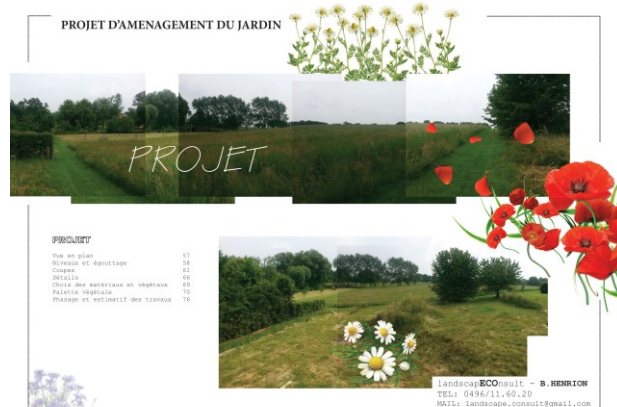 PROJET D'AMENAGEMENT DU JARDIN
PROJET
PROJET
Vue en plan 57
Niveaux et égouttage 58
Coupes 61
Détails 66
Choix des matériaux et végétaux 69
Palette végétale 70
Phasage et estimatif des travaux 76
landscapECOnsult - B.HENRION
TEL: 0496/11.60.20
MAIL: landscape.consult@gmail.com